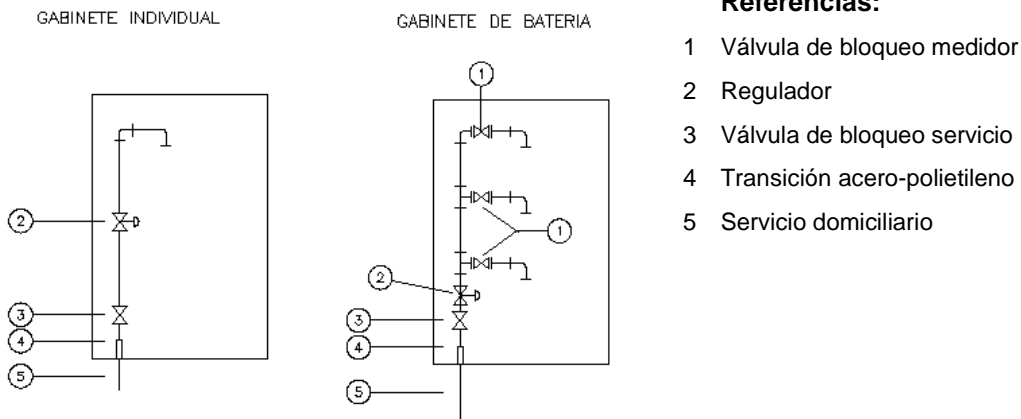 GABINETE INDIVIDUAL
2
3
4
5
GABINETE DE BATERIA
1
1
2
3
4
5
Referencias:
1 Válvula de bloqueo medidor
2 Regulador
3 Válvula de bloqueo servicio
4 Transición acero-polietileno
5 Servicio domiciliario